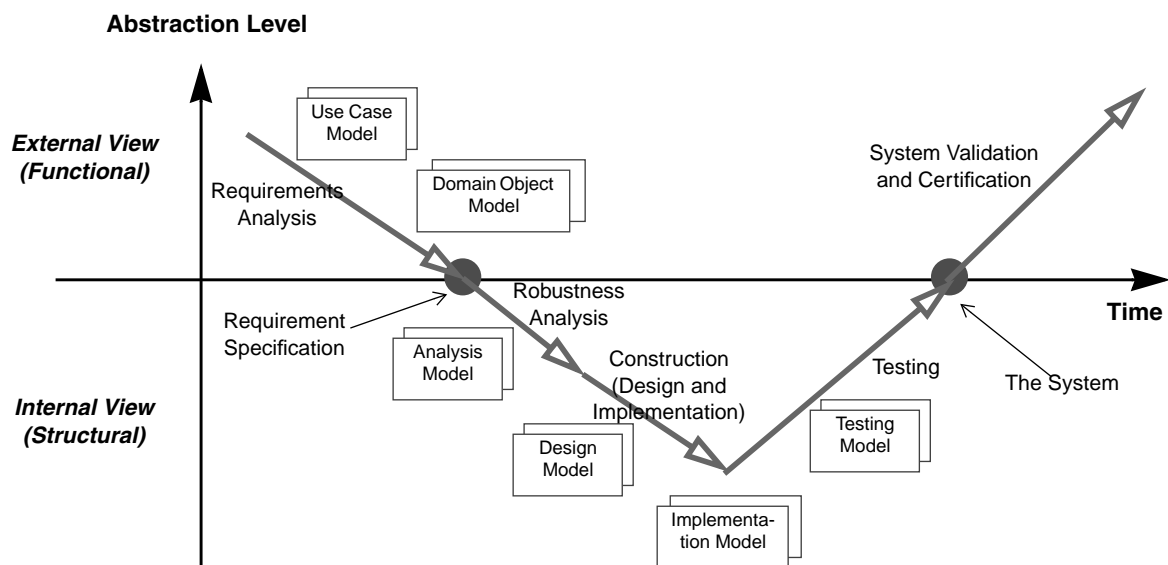 Abstraction Level
External View
(Functional)
Use Case
Model
Requirements
Analysis
Domain Object
Model
System Validation
and Certification
Time
Requirement
Specification
Robustness
Analysis
Analysis
Model
Construction
(Design and
Implementation)
Testing
The System
Internal View
(Structural)
Design
Model
Testing
Model
Implementa-
tion Model